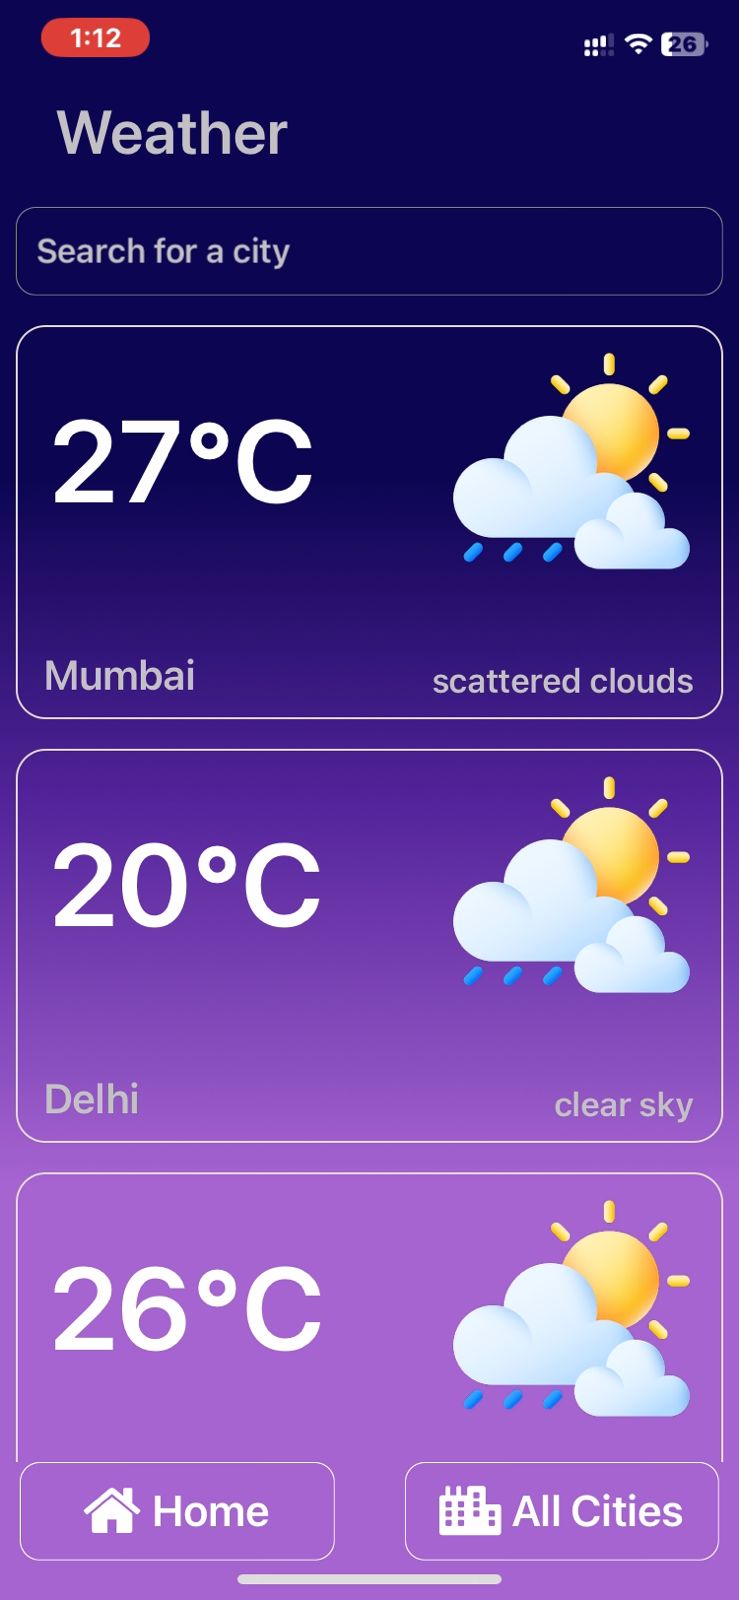 1:12
26
Weather
Search for a city
27°C
Mumbai
scattered clouds
20°C
Delhi
clear sky
26°C
Home
All Cities